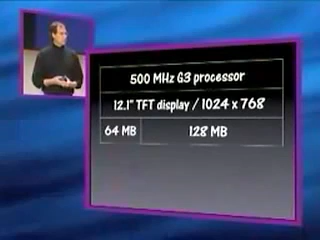 500 MHz G3 processor
12.1" TFT display / 1024 x 768
64 MB 128 MB